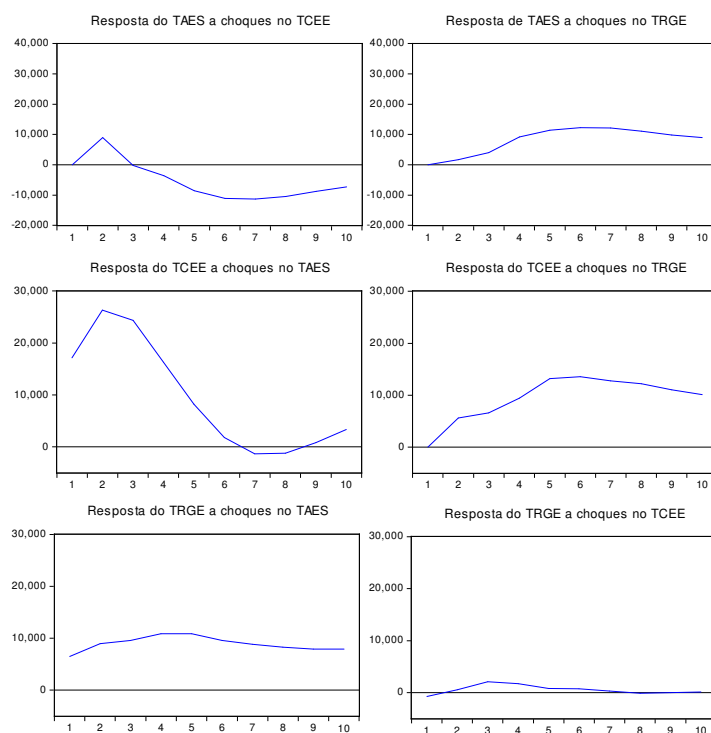 Resposta do TAES a choques no TCEE
40,000
30,000
20,000
10,000
0
-10,000
-20,000
1 2 3 4 5 6 7 8 9 10
Resposta de TAES a choques no TRGE
40,000
30,000
20,000
10,000
0
-10,000
-20,000
1 2 3 4 5 6 7 8 9 10
Resposta do TCEE a choques no TAES
30,000
20,000
10,000
0
1 2 3 4 5 6 7 8 9 10
Resposta do TCEE a choques no TRGE
30,000
20,000
10,000
0
1 2 3 4 5 6 7 8 9 10
Resposta do TRGE a choques no TAES
30,000
20,000
10,000
0
1 2 3 4 5 6 7 8 9 10
Resposta do TRGE a choques no TCEE
30,000
20,000
10,000
0
1 2 3 4 5 6 7 8 9 10